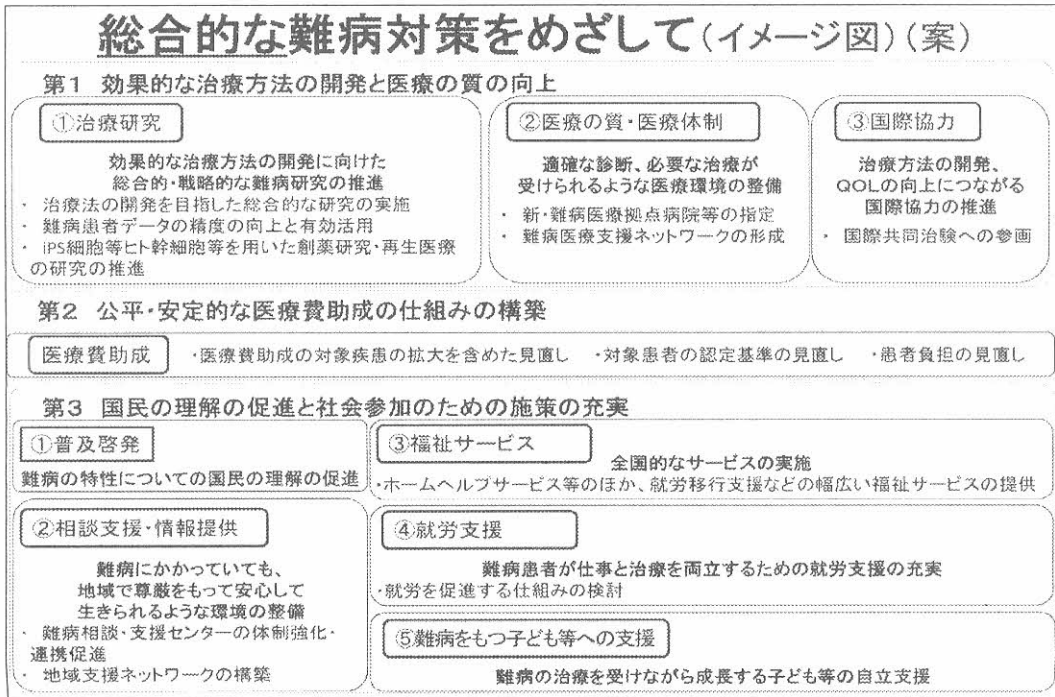 総合的な難病対策をめざして(イメージ図)(案)
第1 効果的な治療方法の開発と医療の質の向上
①治療研究
効果的な治療方法の開発に向けた
総合的・戦略的な難病研究の推進
・ 治療法の開発を目指した総合的な研究の実施
・ 難病患者データの精度の向上と有効活用
・ iPS細胞等ヒト幹細胞等を用いた創薬研究・再生医療
の研究の推進
②医療の質・医療体制
適確な診断、必要な治療が
受けられるような医療環境の整備
・ 新・難病医療拠点病院等の指定
・ 難病医療支援ネットワークの形成
③国際協力
治療方法の開発、
QOLの向上につながる
国際協力の推進
・ 国際共同治験への参画
第2 公平・安定的な医療費助成の仕組みの構築
医療費助成 ・医療費助成の対象疾患の拡大を含めた見直し ・対象患者の認定基準の見直し ・患者負担の見直し
第3 国民の理解の促進と社会参加のための施策の充実
①普及啓発
難病の特性についての国民の理解の促進
②相談支援・情報提供
難病にかかっていても、
地域で尊厳をもって安心して
生きられるような環境の整備
・ 難病相談・支援センターの体制強化・
連携促進
・ 地域支援ネットワークの構築
③福祉サービス
全国的なサービスの実施
・ホームヘルプサービス等のほか、就労移行支援などの幅広い福祉サービスの提供
④就労支援
難病患者が仕事と治療を両立するための就労支援の充実
・就労を促進する仕組みの検討
⑤難病をもつ子ども等への支援
難病の治療を受けながら成長する子ども等の自立支援